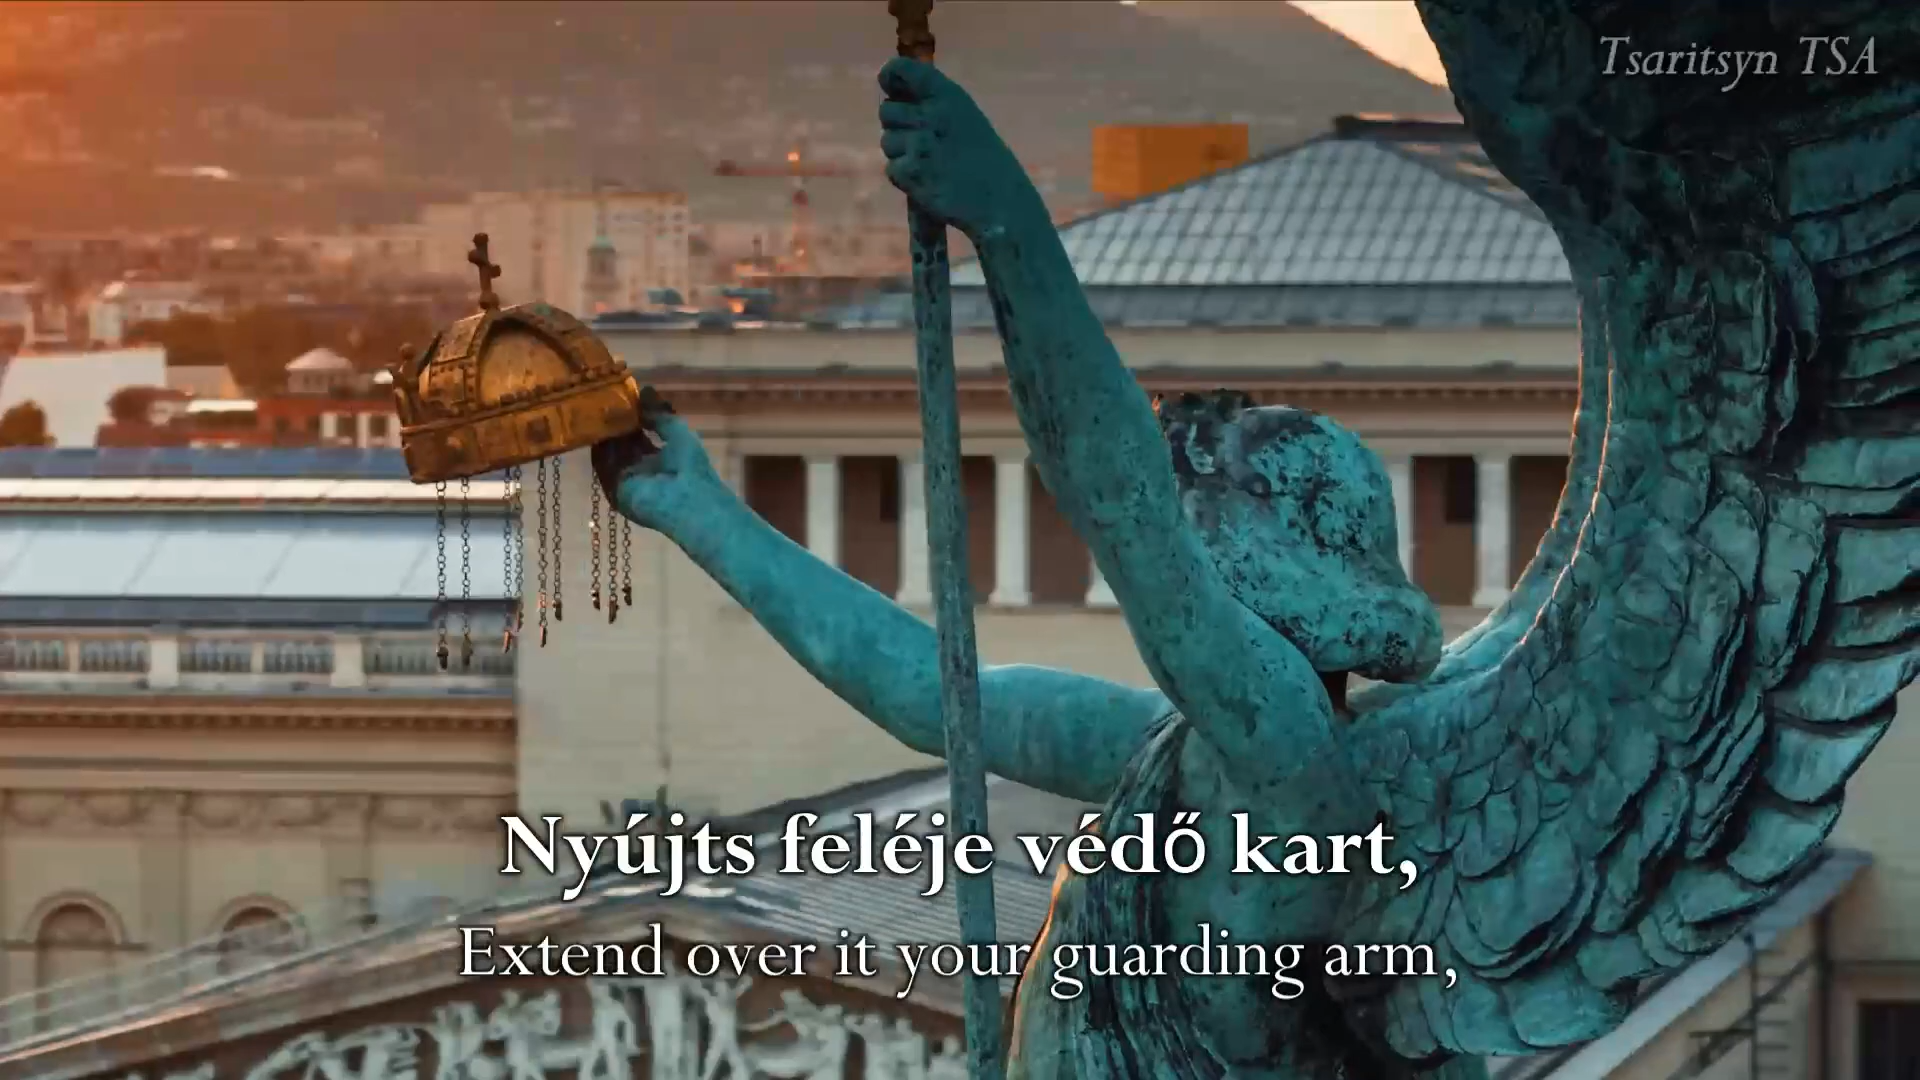 Tsaritsyn TSA
Nyújts feléje védő kart,
Extend over it your guarding arm,